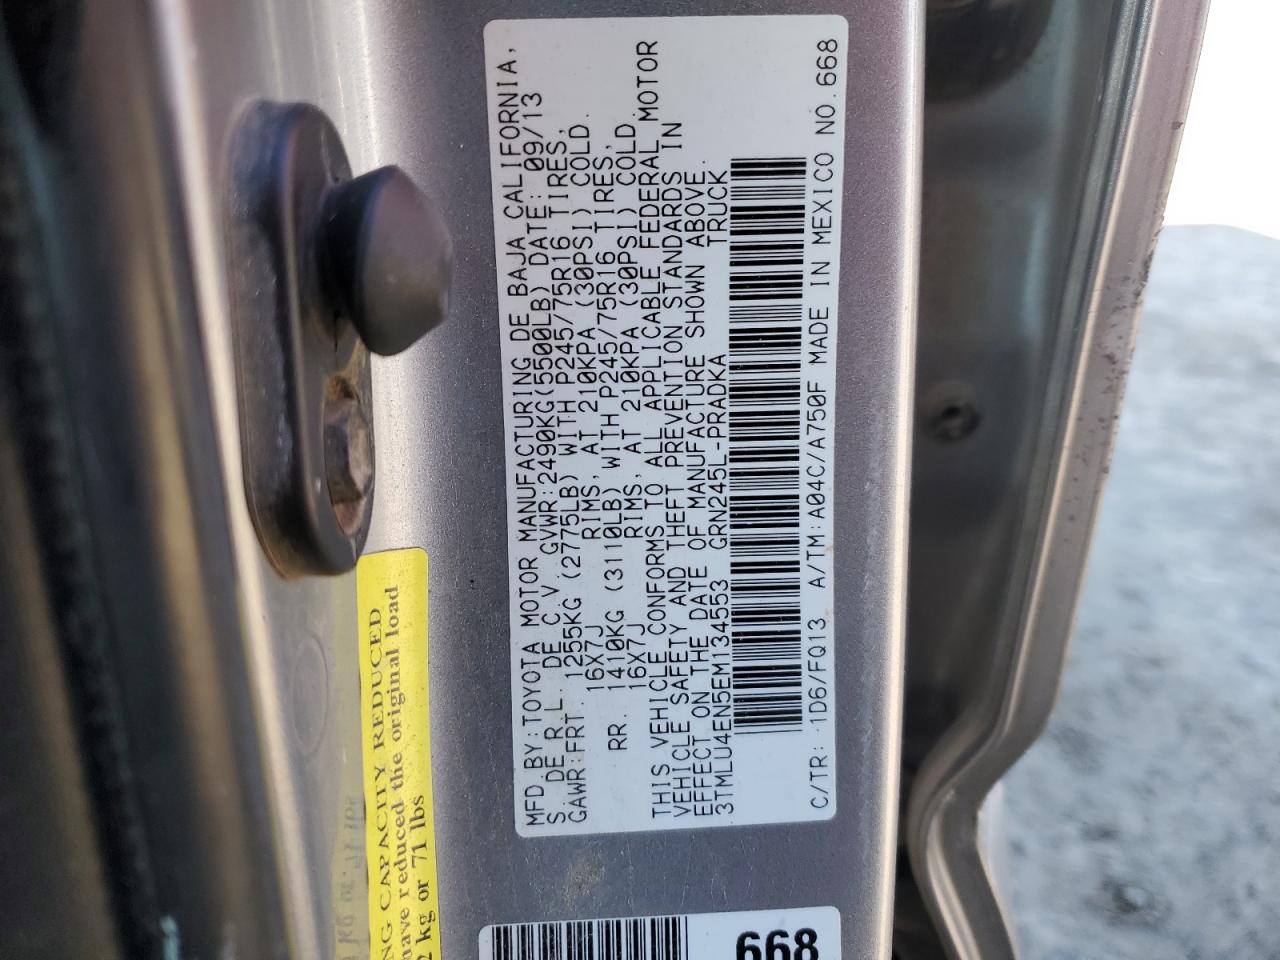 MFD BY: TOYOTA MOTOR MANUFACTURING DE BAJA CALIFORNIA,
S. DE R.L. DE C.V. GVWR: 2490KG(5500LB) DATE: 09/13
GAWR: FRT. 1255KG (2775LB) WITH P245/75R16 TIRES,
16X7J RIMS, AT 210KPA (30PSI) COLD.
RR. 1410KG (3110LB) WITH P245/75R16 TIRES,
16X7J RIMS, AT 210KPA (30PSI) COLD
THIS VEHICLE CONFORMS TO ALL APPLICABLE FEDERAL MOTOR
VEHICLE SAFETY AND THEFT PREVENTION STANDARDS IN
EFFECT ON THE DATE OF MANUFACTURE SHOWN ABOVE.
3TMLU4EN5EM134553 GRN245L-PRADKA TRUCK
C/TR: 1D6/FQ13 A/TM: A04C/A750F MADE IN MEXICO NO. 668
CAPACITY REDUCED
reduced the original load
kg or 71 lbs
668